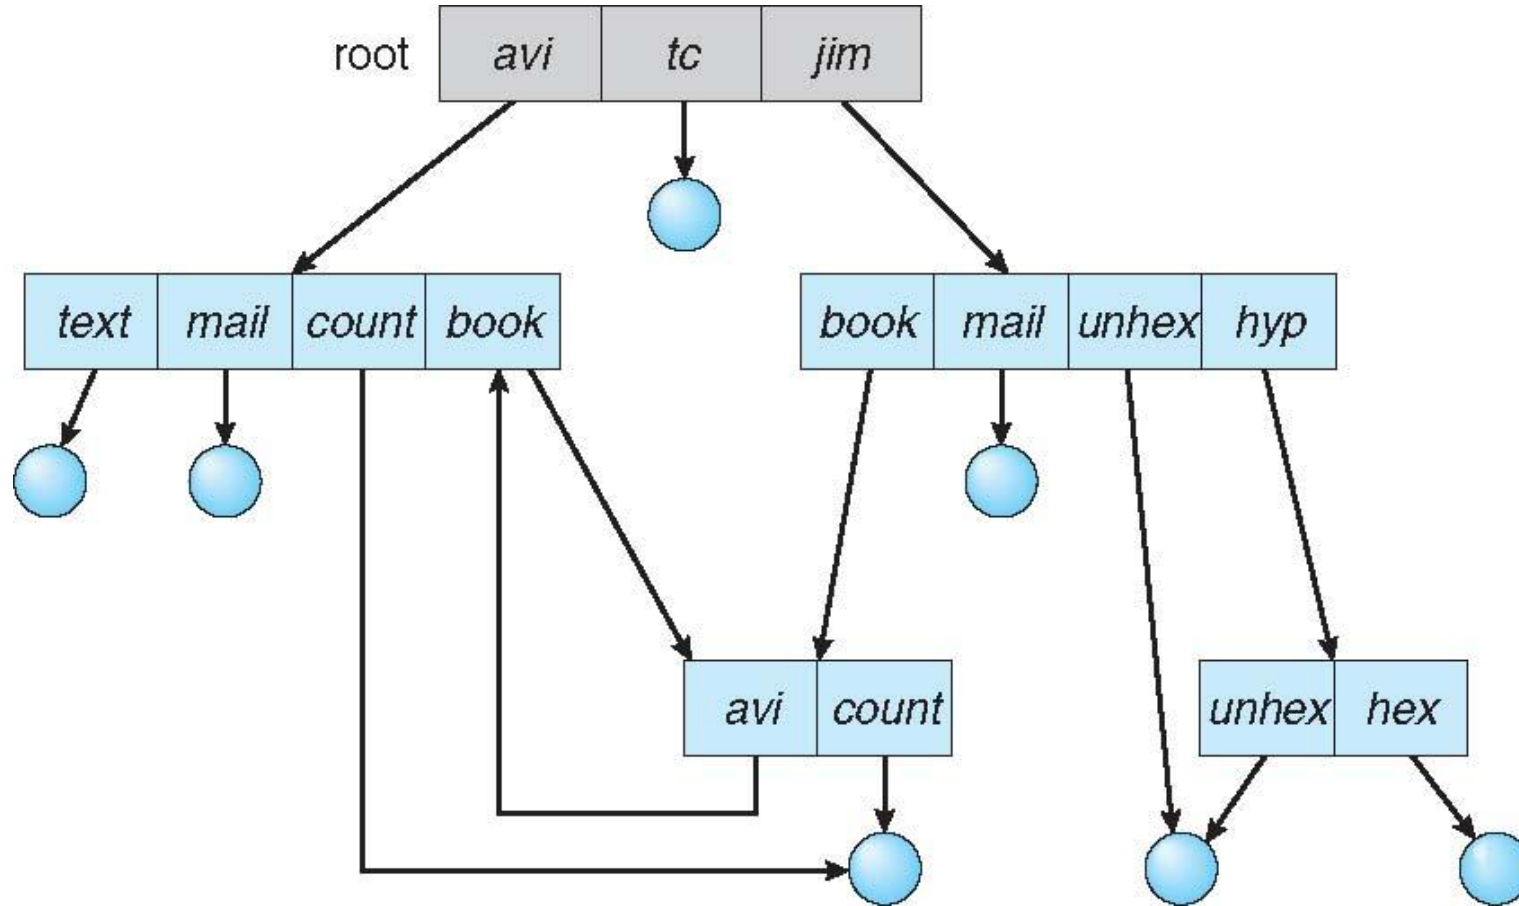 root avi tc jim
text mail count book
book mail unhex hyp
avi count
unhex hex